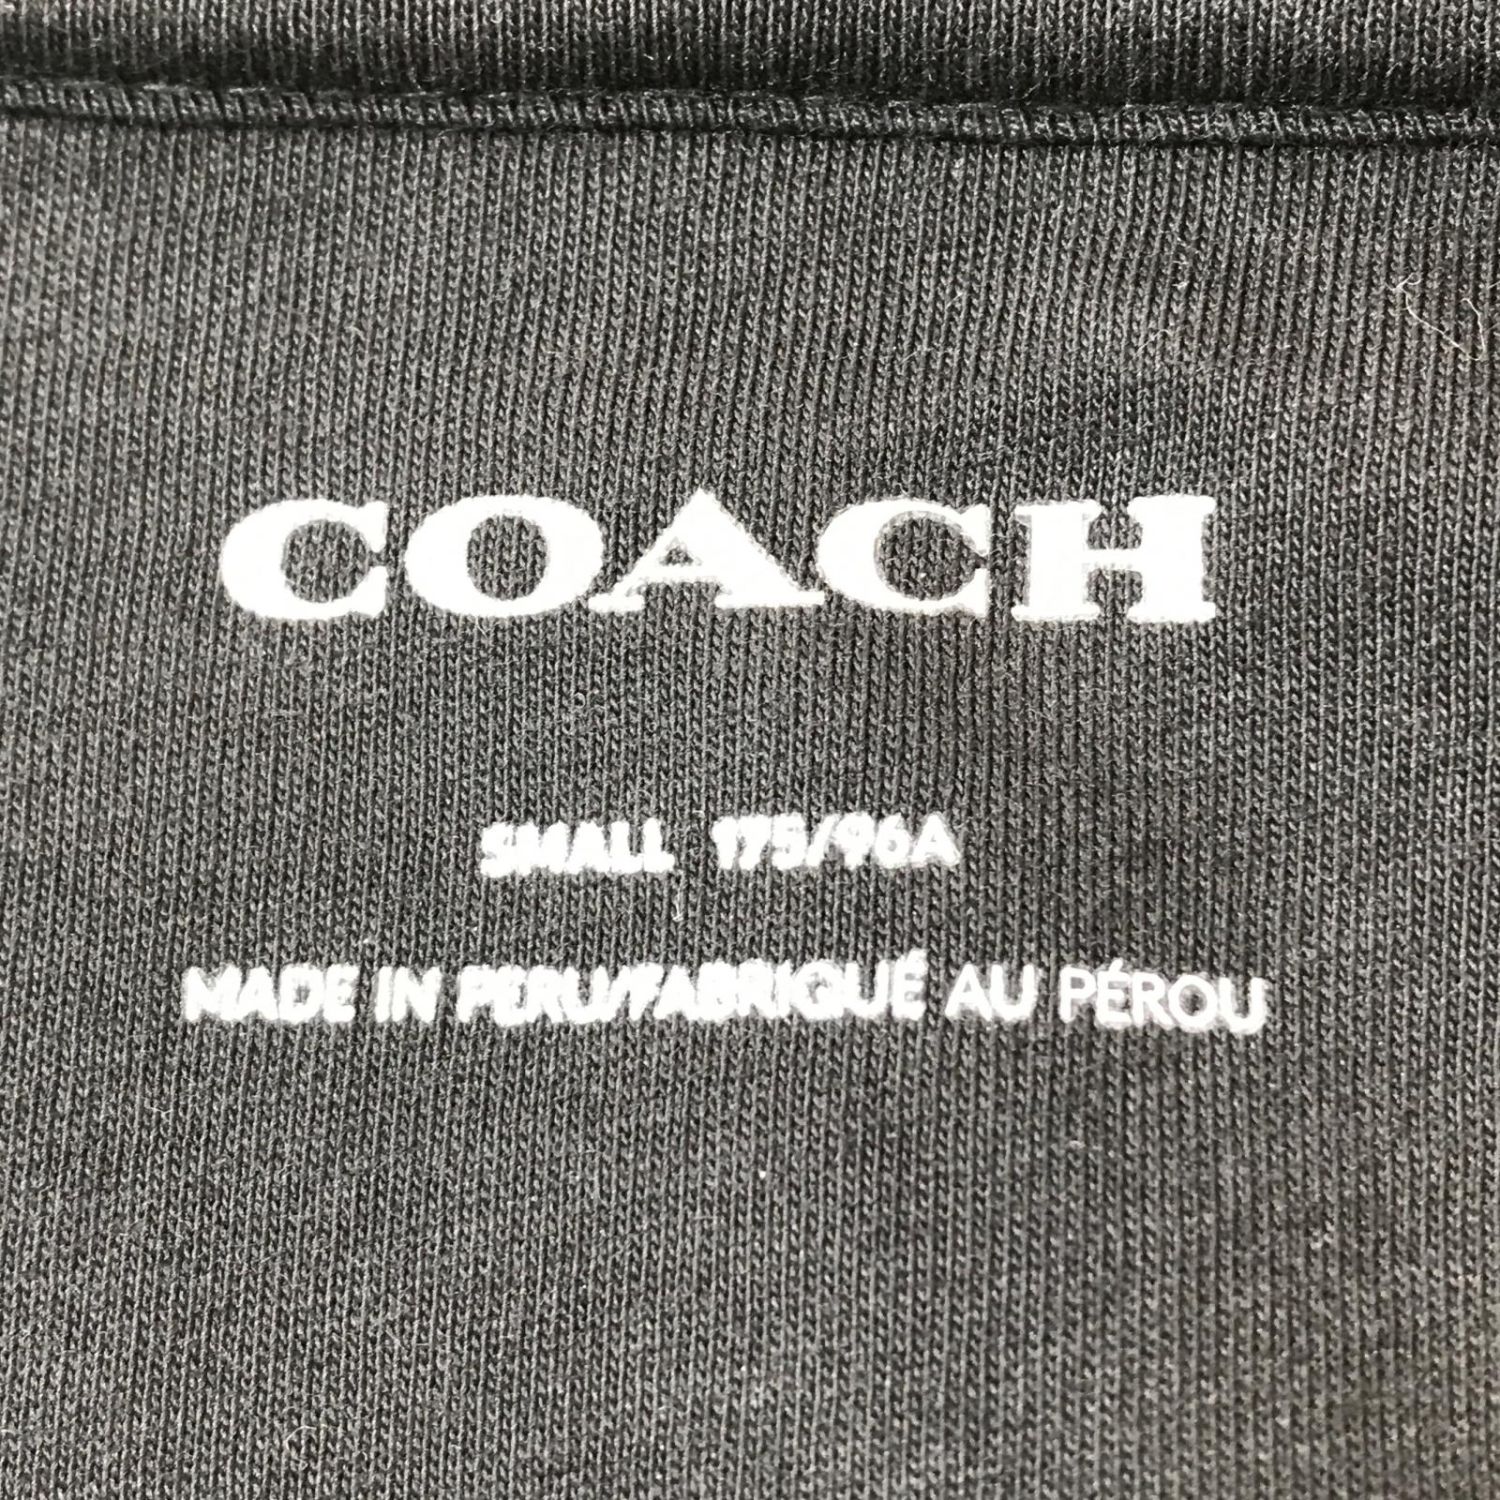 COACH
SMALL 175/96A
MADE IN PERU/FABRIQUÉ AU PÉROU